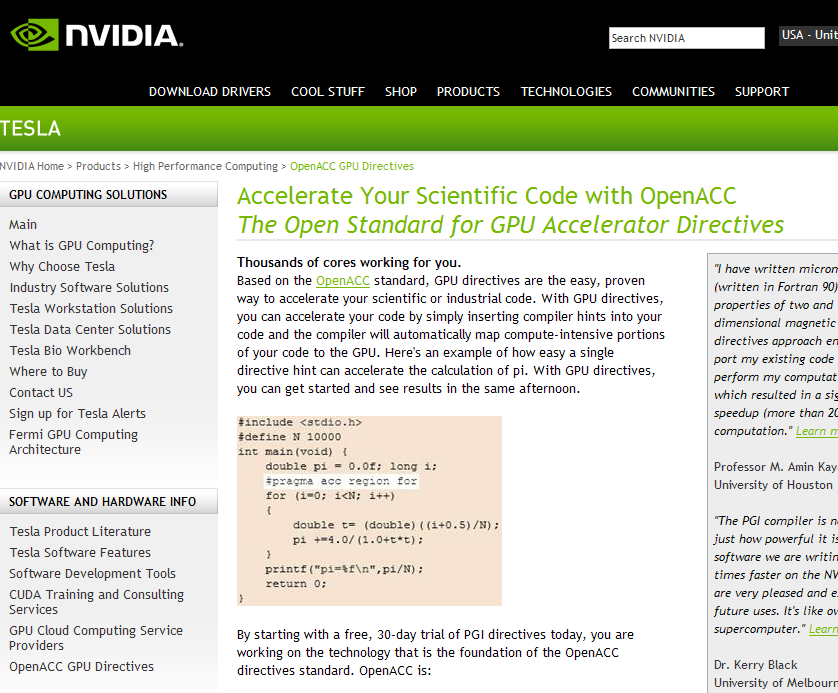 NVIDIA.
Search NVIDIA
USA - Unit
DOWNLOAD DRIVERS COOL STUFF SHOP PRODUCTS TECHNOLOGIES COMMUNITIES SUPPORT
TESLA
NVIDIA Home > Products > High Performance Computing > OpenACC GPU Directives
GPU COMPUTING SOLUTIONS
Main
What is GPU Computing?
Why Choose Tesla
Industry Software Solutions
Tesla Workstation Solutions
Tesla Data Center Solutions
Tesla Bio Workbench
Where to Buy
Contact US
Sign up for Tesla Alerts
Fermi GPU Computing
Architecture
SOFTWARE AND HARDWARE INFO
Tesla Product Literature
Tesla Software Features
Software Development Tools
CUDA Training and Consulting
Services
GPU Cloud Computing Service
Providers
OpenACC GPU Directives
Accelerate Your Scientific Code with OpenACC
The Open Standard for GPU Accelerator Directives
Thousands of cores working for you.
Based on the OpenACC standard, GPU directives are the easy, proven
way to accelerate your scientific or industrial code. With GPU directives,
you can accelerate your code by simply inserting compiler hints into your
code and the compiler will automatically map compute-intensive portions
of your code to the GPU. Here's an example of how easy a single
directive hint can accelerate the calculation of pi. With GPU directives,
you can get started and see results in the same afternoon.
#include <stdio.h>
#define N 10000
int main(void) {
double pi = 0.0f; long i;
#pragma acc region for
for (i=0; i<N; i++)
{
double t= (double)((i+0.5)/N);
pi +=4.0/(1.0+t*t);
}
printf("pi=%f\n",pi/N);
return 0;
}
By starting with a free, 30-day trial of PGI directives today, you are
working on the technology that is the foundation of the OpenACC
directives standard. OpenACC is:
"I have written micron
(written in Fortran 90)
properties of two and
dimensional magnetic
directives approach en
port my existing code
perform my computat
which resulted in a sig
speedup (more than 20
computation." Learn m
Professor M. Amin Kay
University of Houston
"The PGI compiler is n
just how powerful it is
software we are writin
times faster on the NV
are very pleased and e
future uses. It's like ow
supercomputer." Learn
Dr. Kerry Black
University of Melbourn